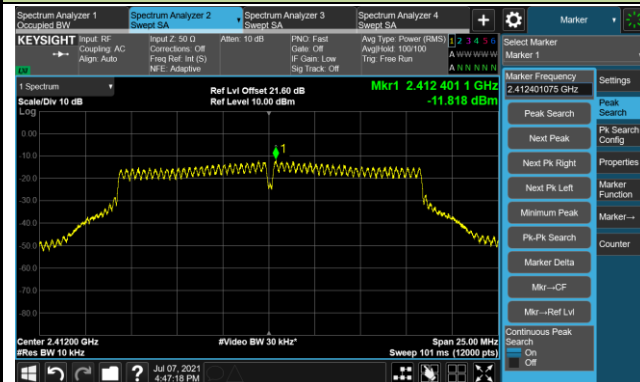 Spectrum Analyzer 1
Occupied BW
Spectrum Analyzer 2
Swept SA
Spectrum Analyzer 3
Swept SA
Spectrum Analyzer 4
Swept SA
+
Marker
KEYSIGHT
Input: RF
Coupling: AC
Align: Auto
Input Z: 50 Ω
Corrections: Off
Freq Ref: Int (S)
NFE: Adaptive
Atten: 10 dB
PNO: Fast
Gate: Off
IF Gain: Low
Sig Track: Off
Avg Type: Power (RMS)
Avg|Hold: 100/100
Trig: Free Run
1 2 3 4 5 6
A W W W W W
A N N N N N
Select Marker
Marker 1
LXI
1 Spectrum
Scale/Div 10 dB
Ref Lvl Offset 21.60 dB
Ref Level 10.00 dBm
Mkr1 2.412 401 1 GHz
-11.818 dBm
Log
0.00
-10.0
-20.0
-30.0
-40.0
-50.0
-60.0
-70.0
-80.0
1
Center 2.41200 GHz
#Res BW 10 kHz
#Video BW 30 kHz*
Span 25.00 MHz
Sweep 101 ms (12000 pts)
Marker Frequency
2.412401075 GHz
Peak Search
Next Peak
Next Pk Right
Next Pk Left
Minimum Peak
Pk-Pk Search
Marker Delta
Mkr→CF
Mkr→Ref Lvl
Continuous Peak
Search
On
Off
Settings
Peak
Search
Pk Search
Config
Properties
Marker
Function
Marker→
Counter
?
Jul 07, 2021
4:47:18 PM